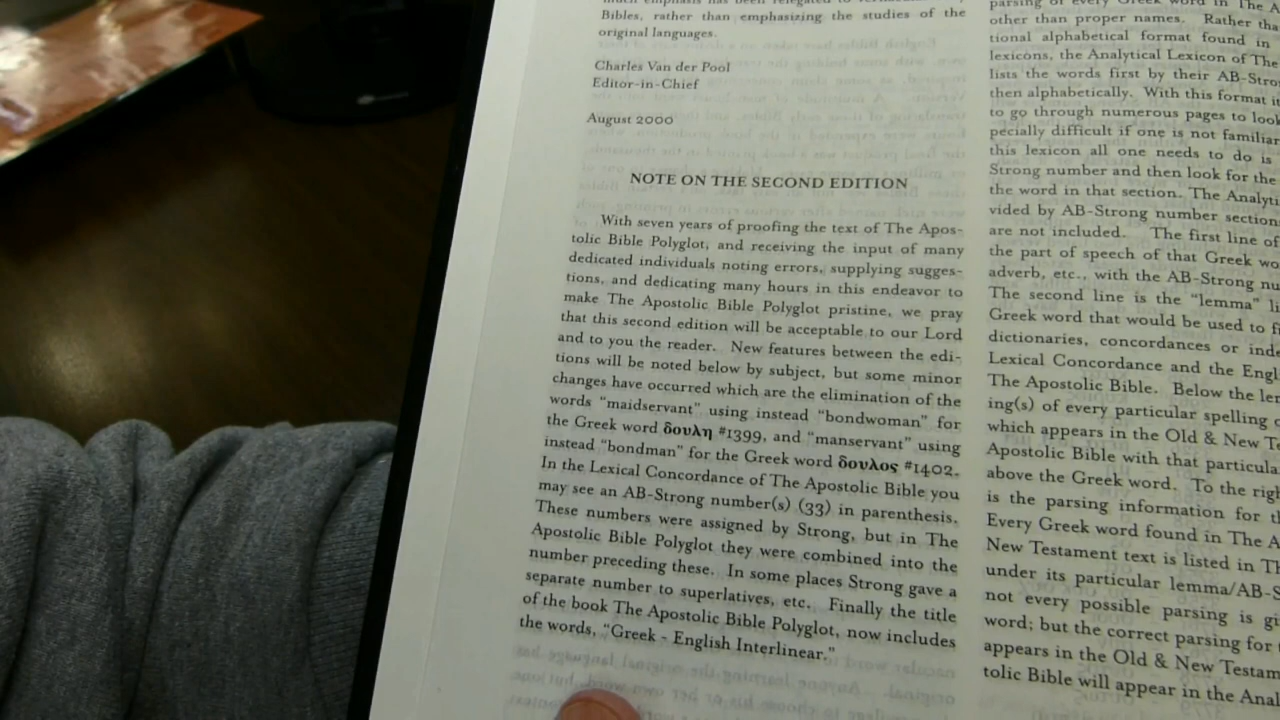 much emphasis has been relegated to
Bibles, rather than emphasizing the studies of the
original languages.
Charles Van der Pool
Editor-in-Chief
August 2000
NOTE ON THE SECOND EDITION
With seven years of proofing the text of The Apos-
tolic Bible Polyglot, and receiving the input of many
dedicated individuals noting errors, supplying sugges-
tions, and dedicating many hours in this endeavor to
make The Apostolic Bible Polyglot pristine, we pray
that this second edition will be acceptable to our Lord
and to you the reader. New features between the edi-
tions will be noted below by subject, but some minor
changes have occurred which are the elimination of the
words "maidservant" using instead "bondwoman" for
the Greek word δουλη #1399, and "manservant" using
instead "bondman" for the Greek word δουλος #1402.
In the Lexical Concordance of The Apostolic Bible you
may see an AB-Strong number(s) (33) in parenthesis.
These numbers were assigned by Strong, but in The
Apostolic Bible Polyglot they were combined into the
number preceding these. In some places Strong gave a
separate number to superlatives, etc. Finally the title
of the book The Apostolic Bible Polyglot, now includes
the words, "Greek - English Interlinear."
parsing of every Greek word in The A
other than proper names. Rather tha
tional alphabetical format found in
lexicons, the Analytical Lexicon of The
lists the words first by their AB-Stro
then alphabetically. With this format i
to go through numerous pages to look
pecially difficult if one is not familiar
this lexicon all one needs to do is
Strong number and then look for the
the word in that section. The Analyti
vided by AB-Strong number section
are not included. The first line of
the part of speech of that Greek wo
adverb, etc., with the AB-Strong nu
The second line is the "lemma" li
Greek word that would be used to fi
dictionaries, concordances or inde
Lexical Concordance and the Engl
The Apostolic Bible. Below the le
ing(s) of every particular spelling o
which appears in the Old & New T
Apostolic Bible with that particula
above the Greek word. To the righ
is the parsing information for t
Every Greek word found in The A
New Testament text is listed in Th
under its particular lemma/AB-S
not every possible parsing is gi
word; but the correct parsing for
appears in the Old & New Testam
tolic Bible will appear in the Anal